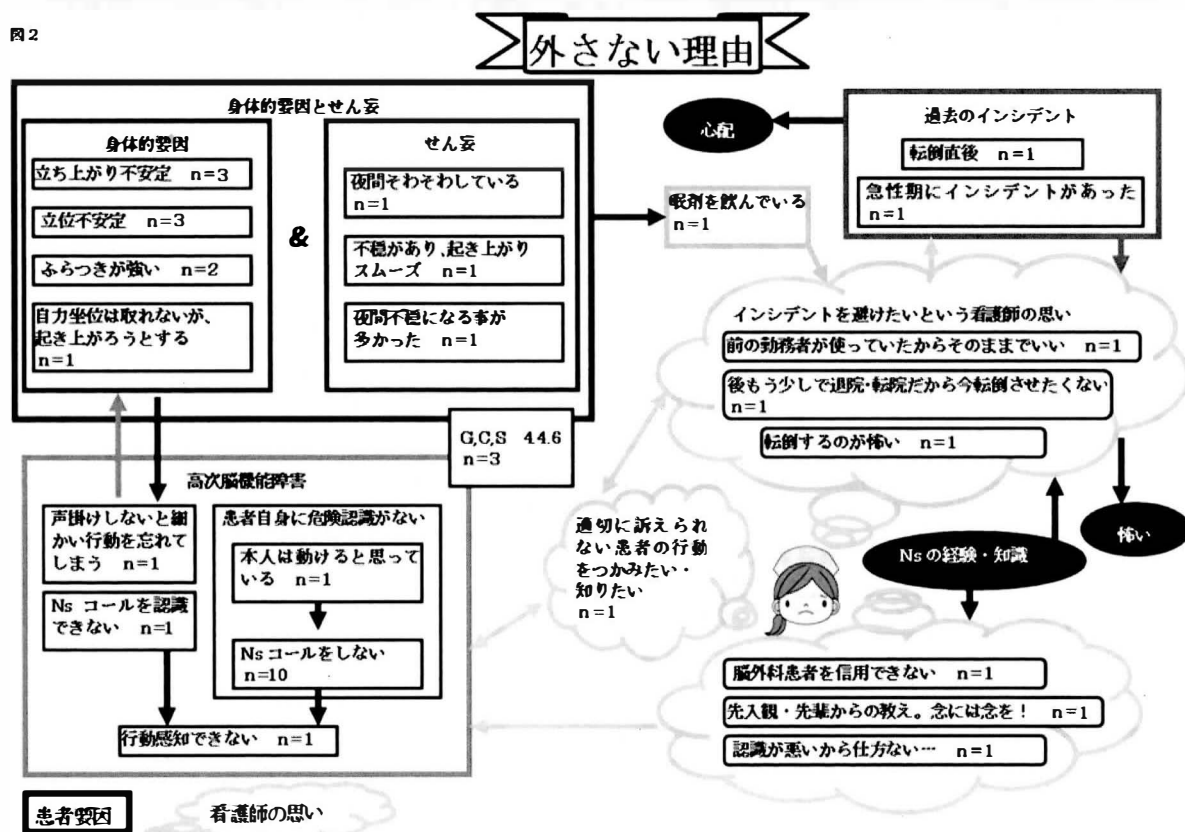 図2
外さない理由
身体的要因とせん妄
身体的要因
立ち上がり不安定 n=3
立位不安定 n=3
ふらつきが強い n=2
自力坐位は取れないが、
起き上がろうとする
n=1
&
せん妄
夜間そわそわしている
n=1
不穏があり、起き上がり
スムーズ n=1
夜間不穏になる事が
多かった n=1
G,C,S 4.4.6
n=3
高次脳機能障害
声掛けしないと細
かい行動を忘れて
しまう n=1
Ns コールを認識
できない n=1
患者自身に危険認識がない
本人は動けると思って
いる n=1
Nsコールをしない
n=10
行動感知できない n=1
心配
過去のインシデント
転倒直後 n=1
急性期にインシデントがあった
n=1
眠剤を飲んでいる
n=1
インシデントを避けたいという看護師の思い
前の勤務者が使っていたからそのままでいい n=1
後もう少しで退院・転院だから今転倒させたくない
n=1
転倒するのが怖い n=1
適切に訴えられ
ない患者の行動
をつかみたい・
知りたい
n=1
Ns の経験・知識
怖い
脳外科患者を信用できない n=1
先入観・先輩からの教え。念には念を！ n=1
認識が悪いから仕方ない… n=1
患者要因
看護師の思い